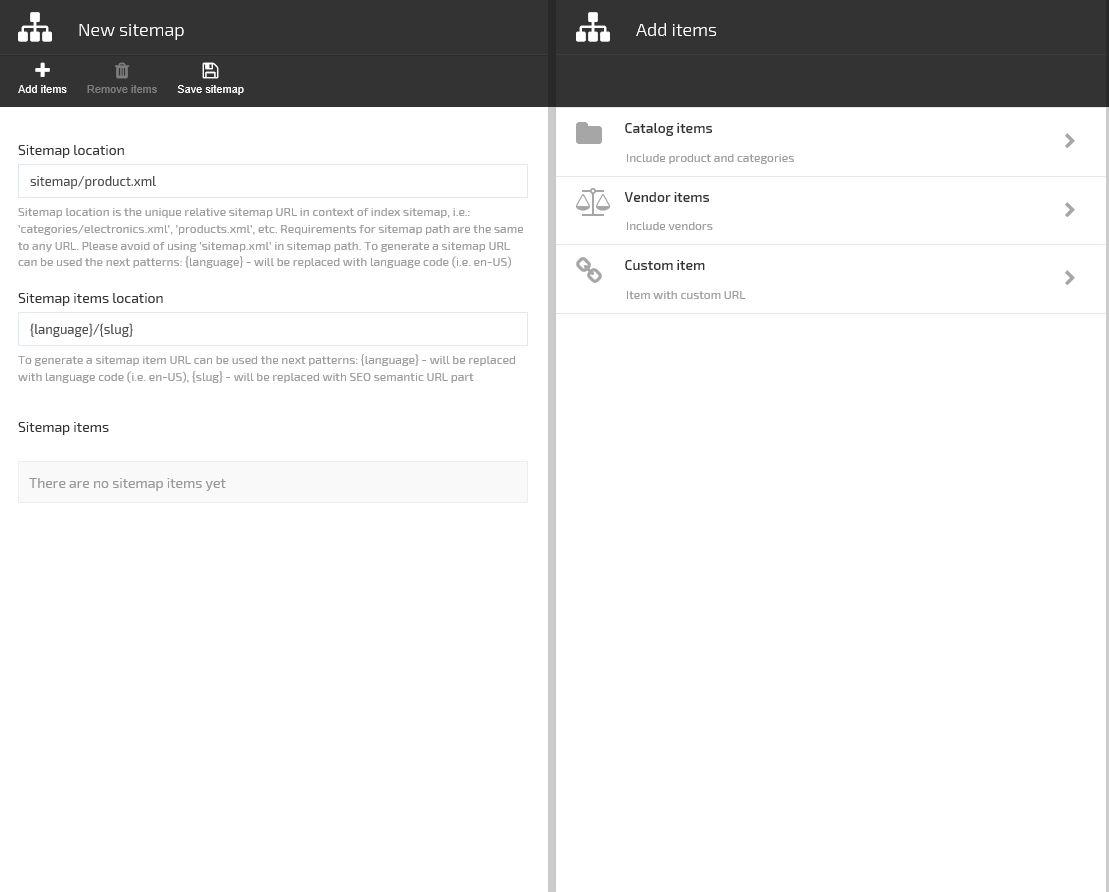 New sitemap
Add items
Remove items
Save sitemap
Sitemap location
sitemap/product.xml
Sitemap location is the unique relative sitemap URL in context of index sitemap, i.e.:
'categories/electronics.xml', 'products.xml', etc. Requirements for sitemap path are the same
to any URL. Please avoid of using 'sitemap.xml' in sitemap path. To generate a sitemap URL
can be used the next patterns: {language} - will be replaced with language code (i.e. en-US)
Sitemap items location
{language}/{slug}
To generate a sitemap item URL can be used the next patterns: {language} - will be replaced
with language code (i.e. en-US), {slug} - will be replaced with SEO semantic URL part
Sitemap items
There are no sitemap items yet
Add items
Catalog items
Include product and categories
Vendor items
Include vendors
Custom item
Item with custom URL